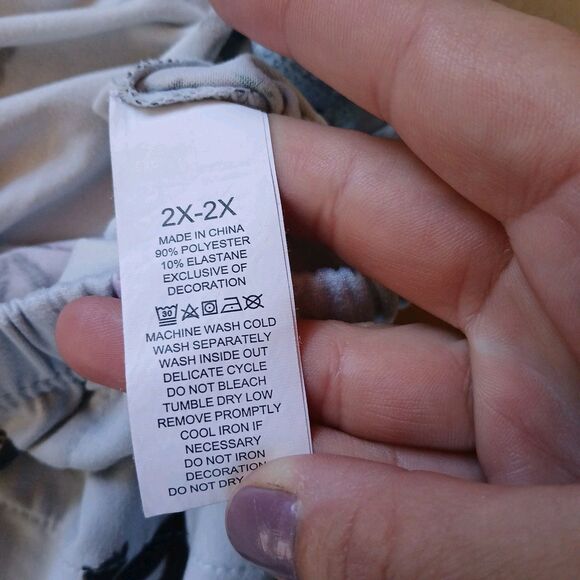 2X-2X
MADE IN CHINA
90% POLYESTER
10% ELASTANE
EXCLUSIVE OF
DECORATION
30
MACHINE WASH COLD
WASH SEPARATELY
WASH INSIDE OUT
DELICATE CYCLE
DO NOT BLEACH
TUMBLE DRY LOW
REMOVE PROMPTLY
COOL IRON IF
NECESSARY
DO NOT IRON
DECORATION
DO NOT DRY